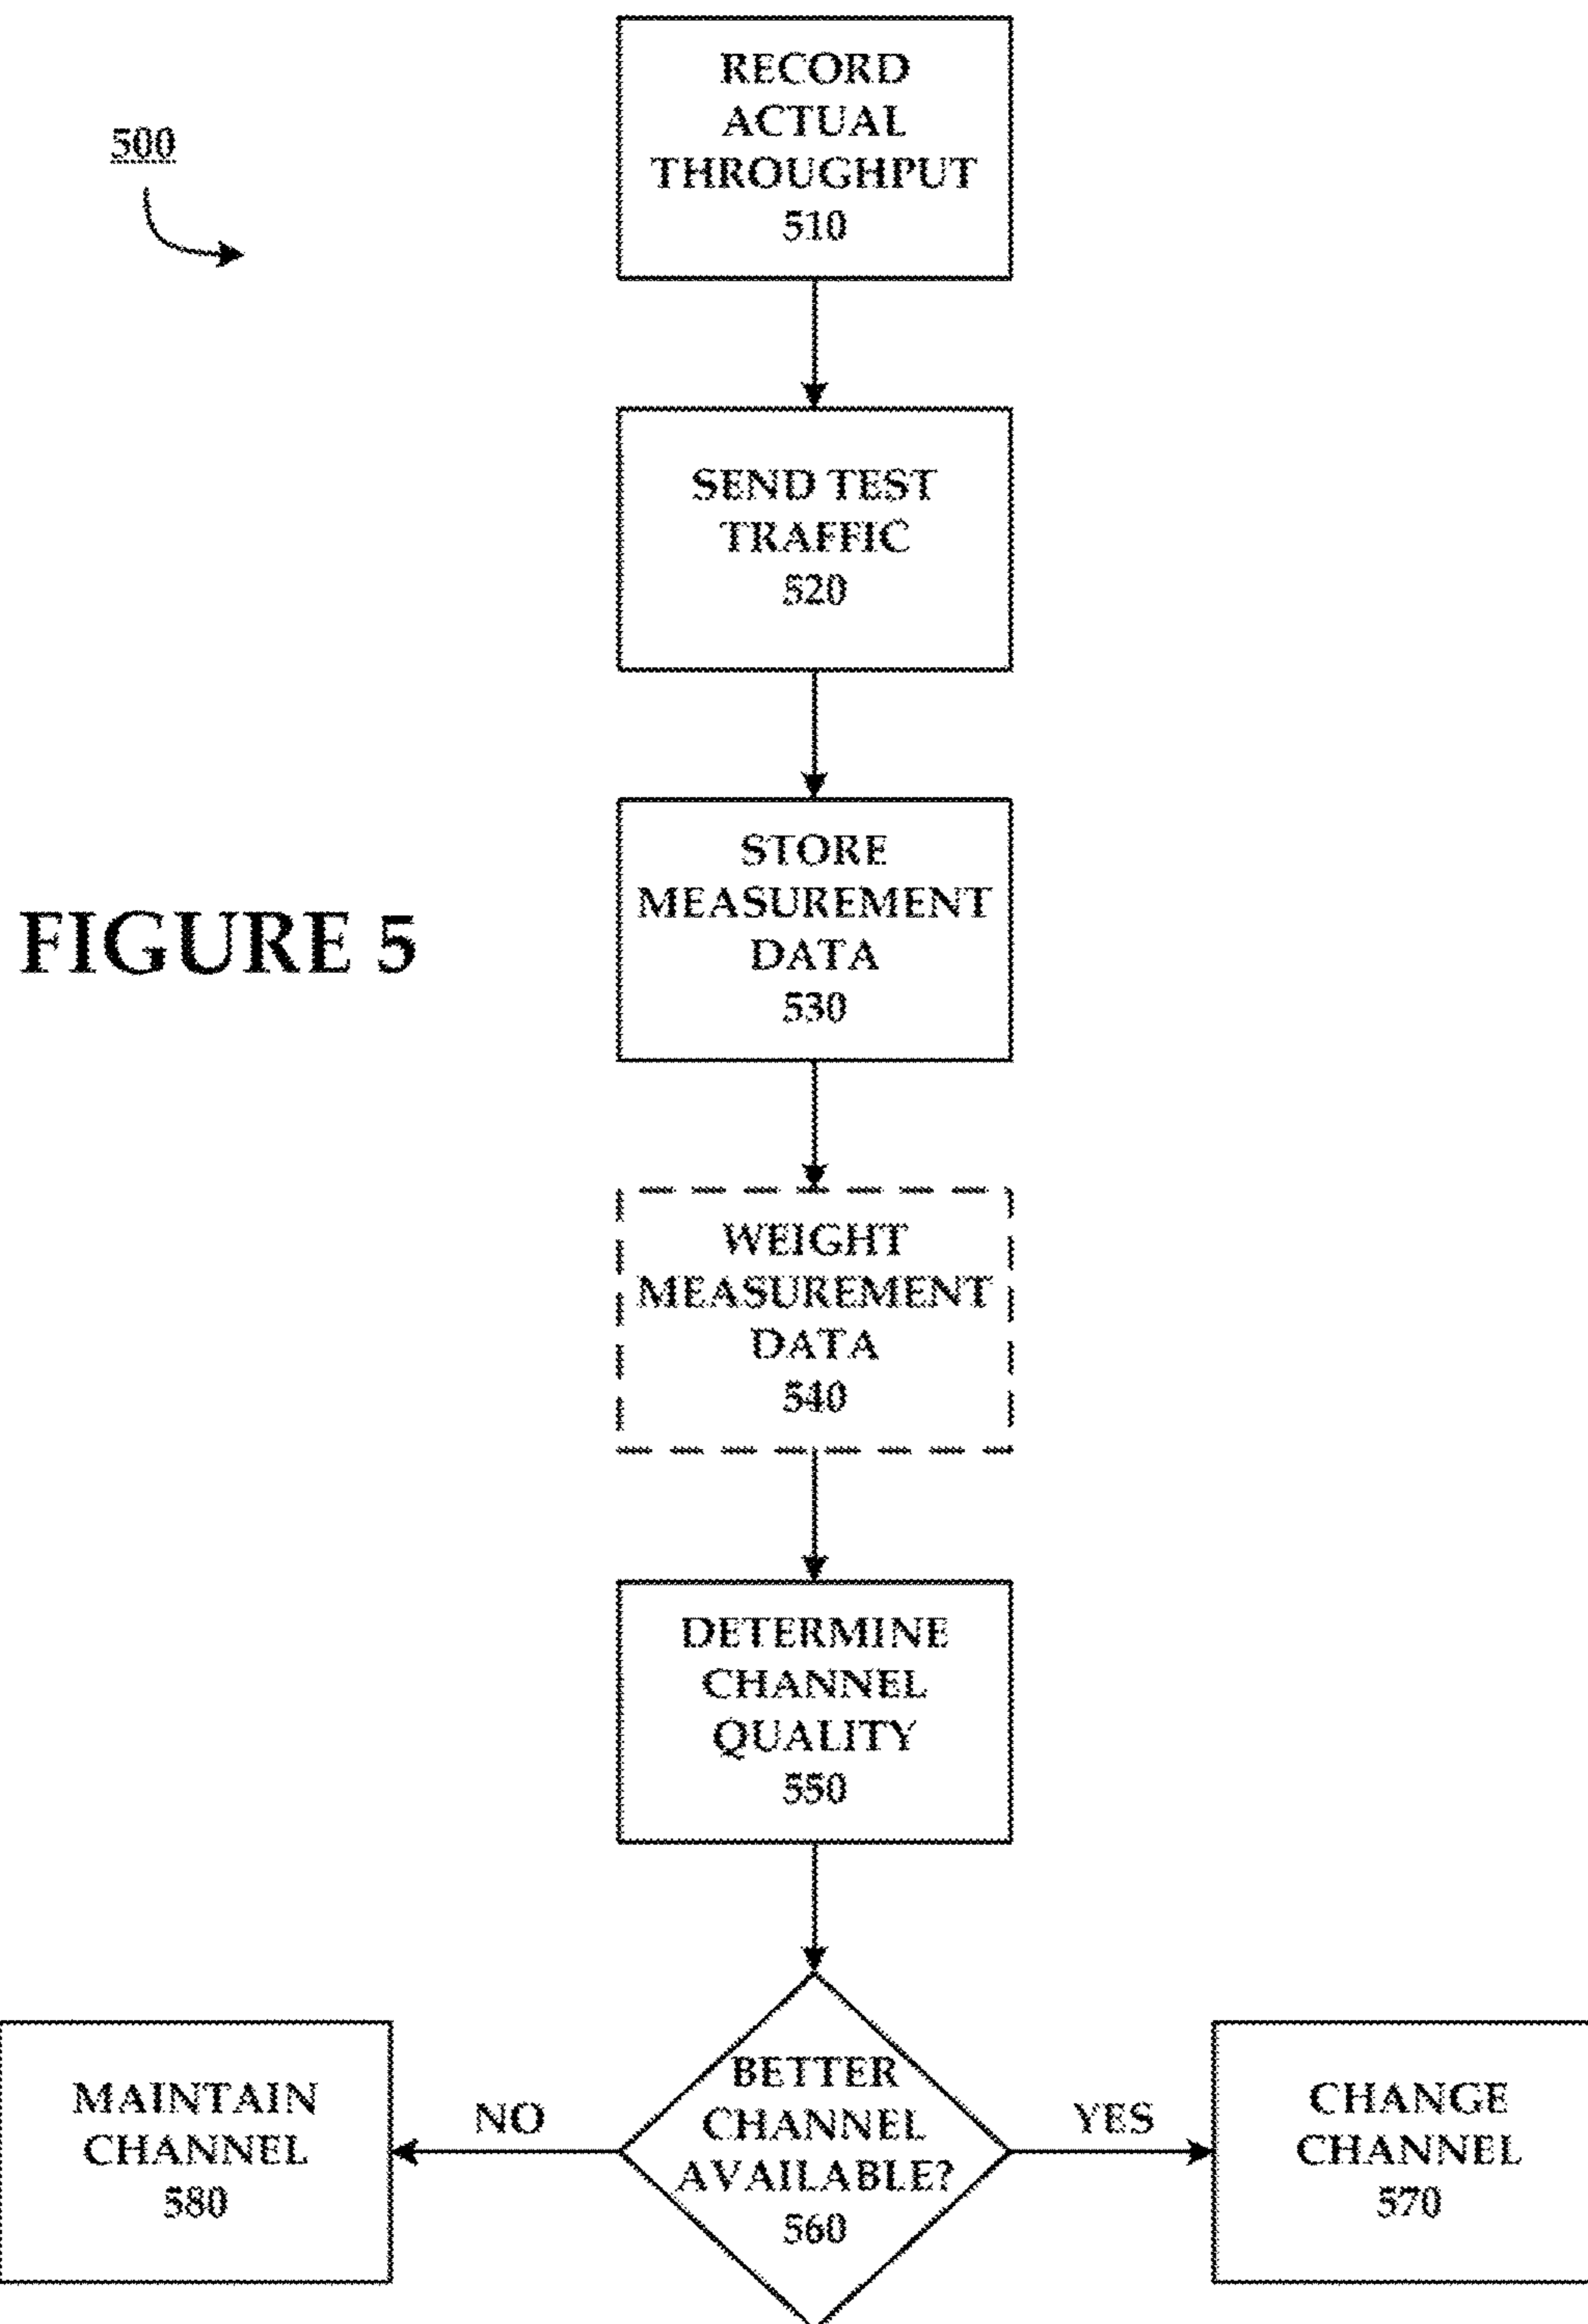 RECORD
ACTUAL
THROUGHPUT
510
500
SEND TEST
TRAFFIC
520
STORE
MEASUREMENT
DATA
530
FIGURE 5
WEIGHT
MEASUREMENT
DATA
540
DETERMINE
CHANNEL
QUALITY
550
MAINTAIN
CHANNEL
580
NO
BETTER
CHANNEL
AVAILABLE?
560
YES
CHANGE
CHANNEL
570